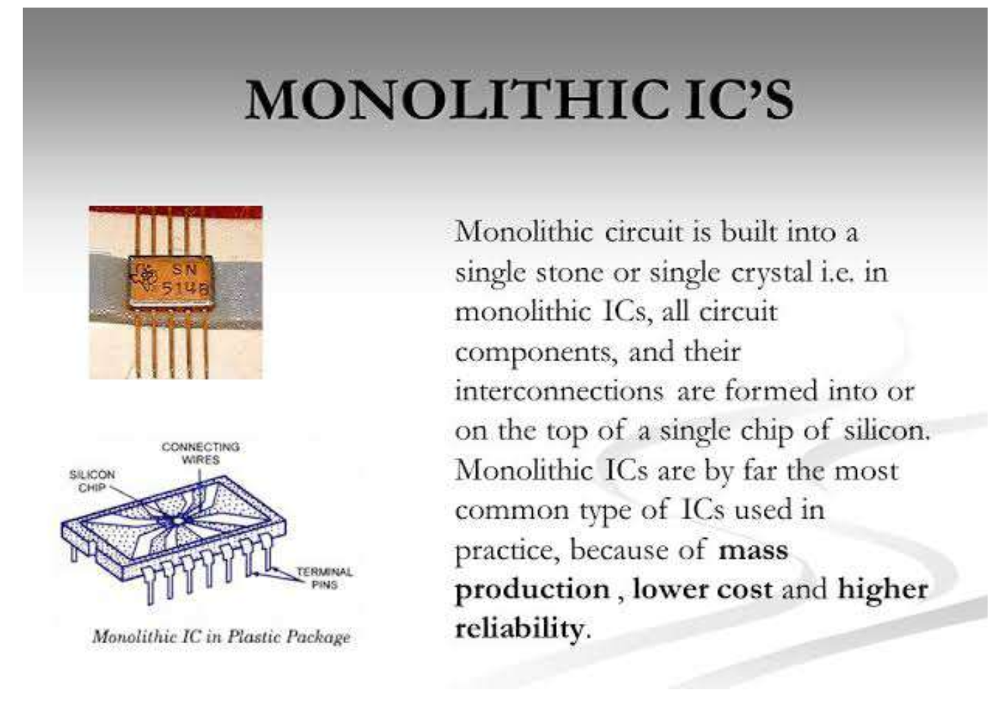 MONOLITHIC IC'S
SN
514B
Monolithic circuit is built into a
single stone or single crystal i.e. in
monolithic ICs, all circuit
components, and their
interconnections are formed into or
on the top of a single chip of silicon.
Monolithic ICs are by far the most
common type of ICs used in
practice, because of mass
production , lower cost and higher
reliability.
CONNECTING
WIRES
SILICON
CHIP
TERMINAL
PINS
Monolithic IC in Plastic Package